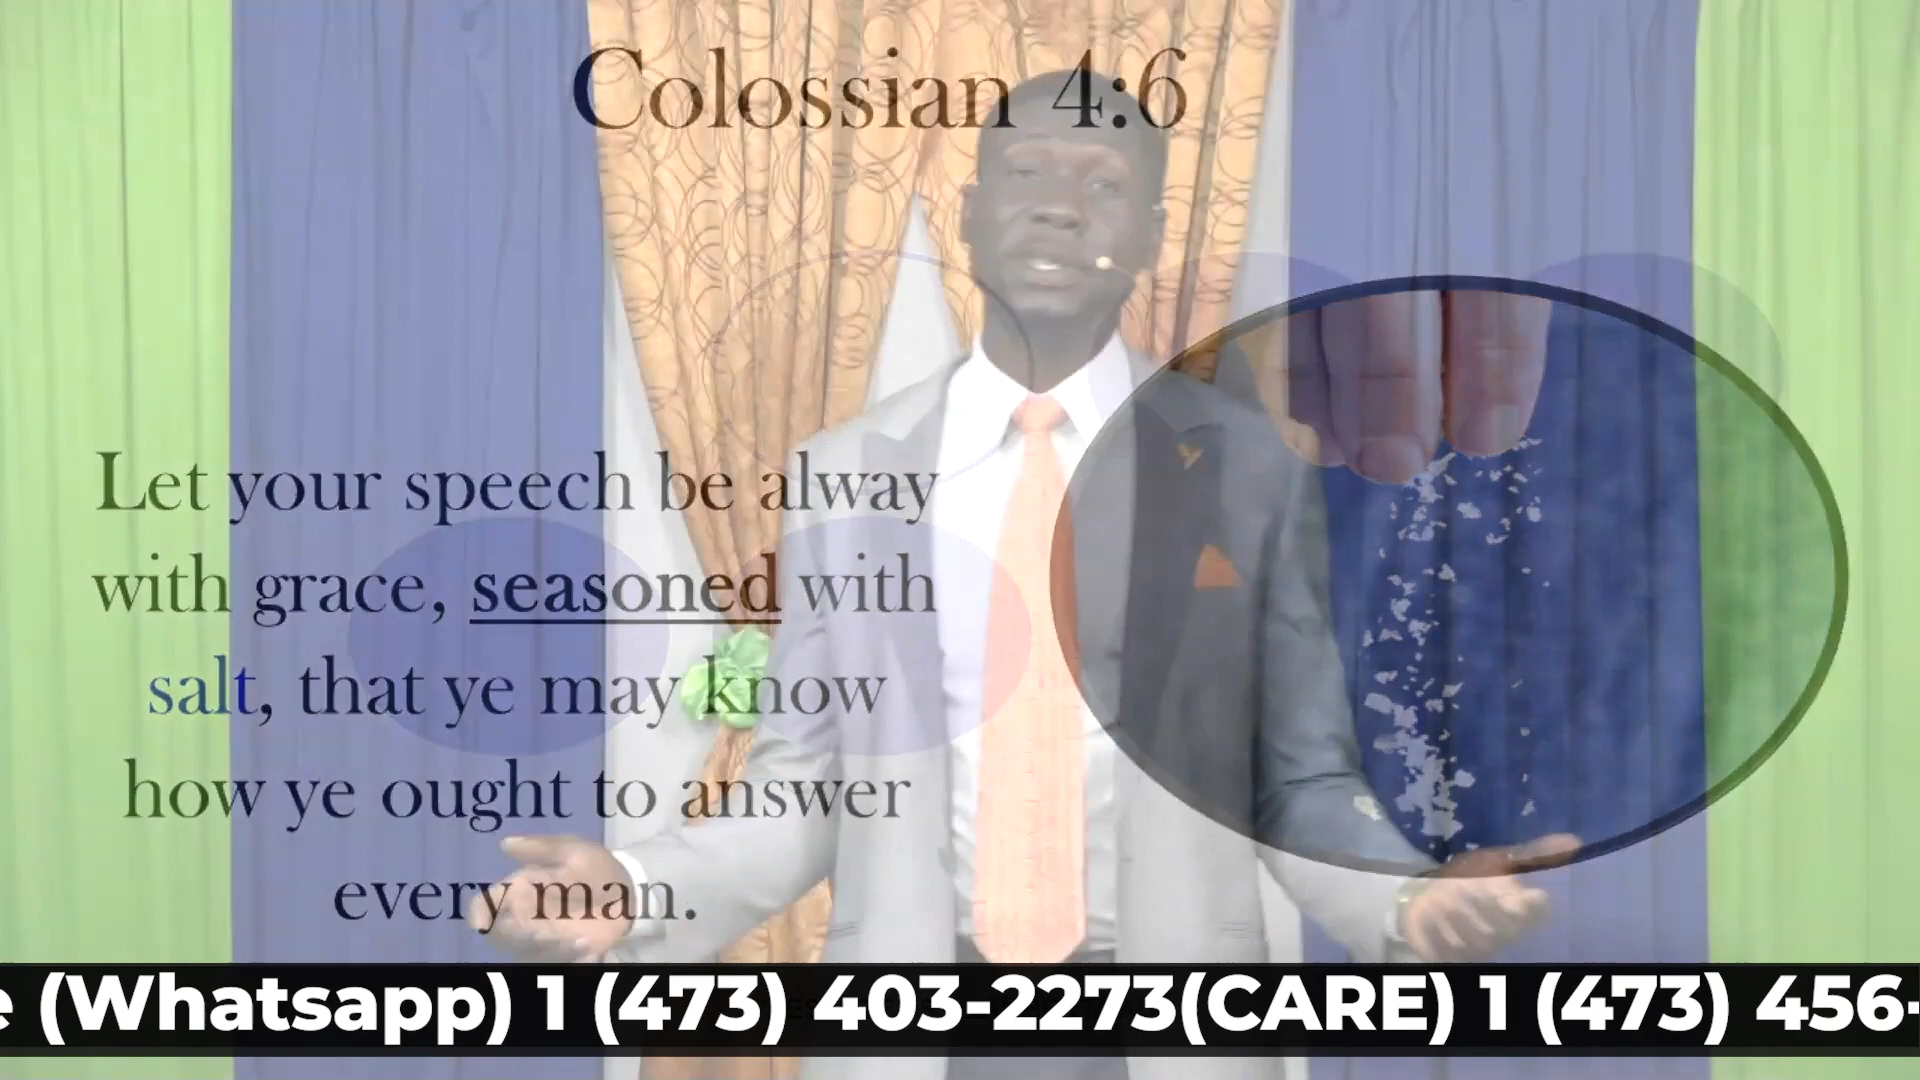 Colossian 4:6
Let your speech be alway
with grace, seasoned with
salt, that ye may know
how ye ought to answer
every man.
e (Whatsapp) 1 (473) 403-2273(CARE) 1 (473) 456-